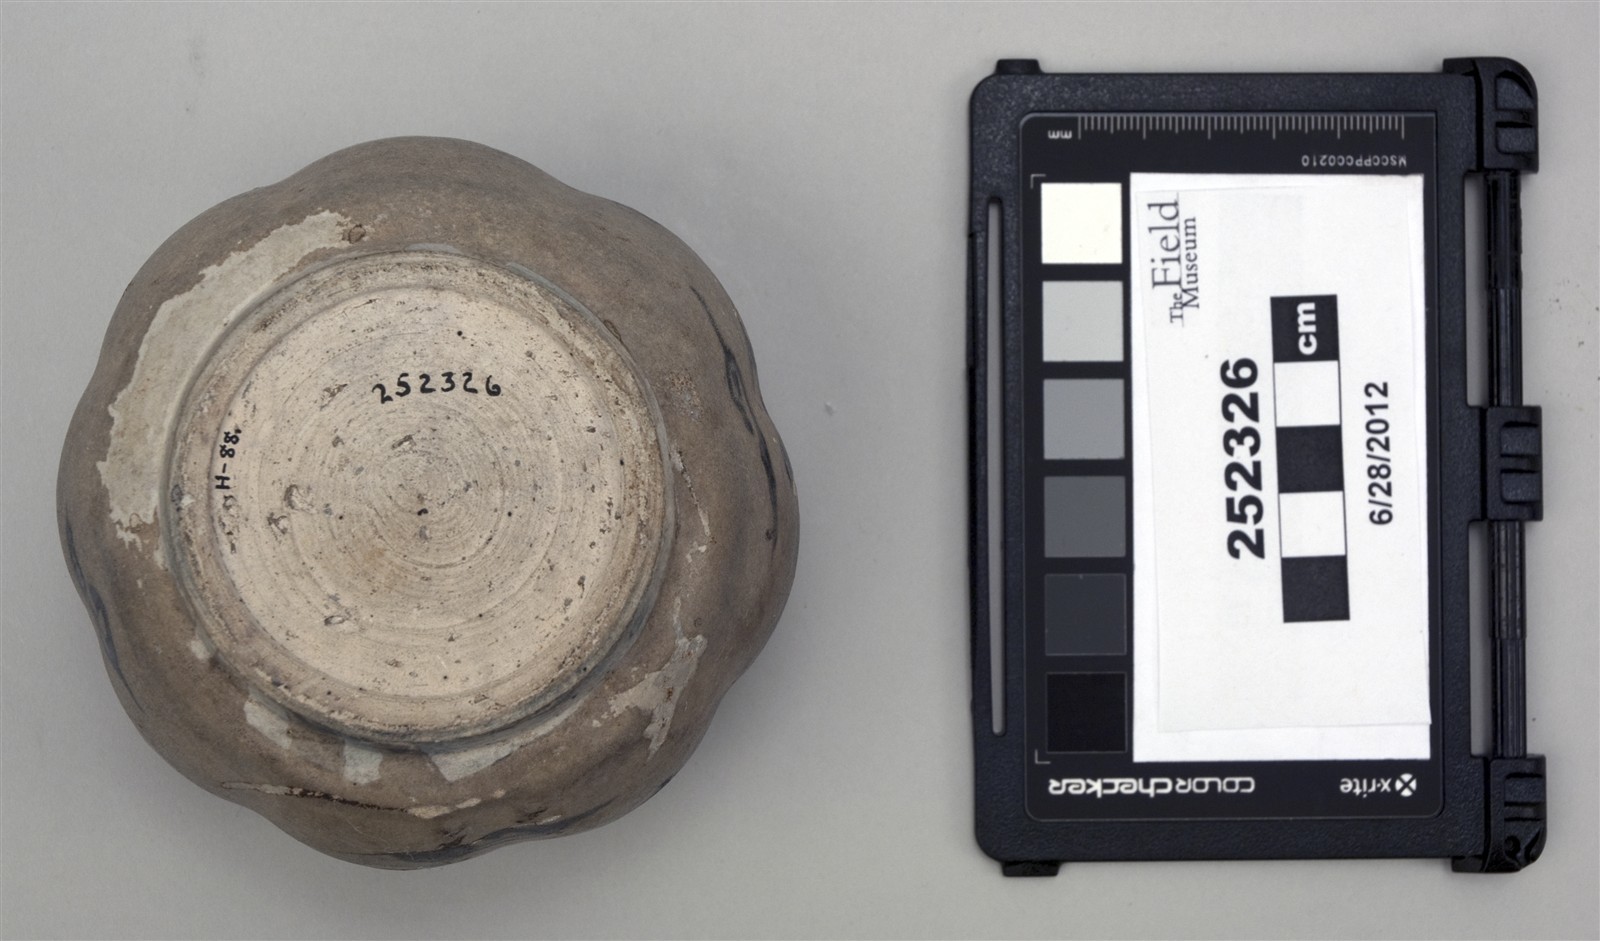 252326
H-88.
The Field
Museum
252326
cm
6/28/2012
mm
MSCCPPCC0210
colorchecker
x-rite